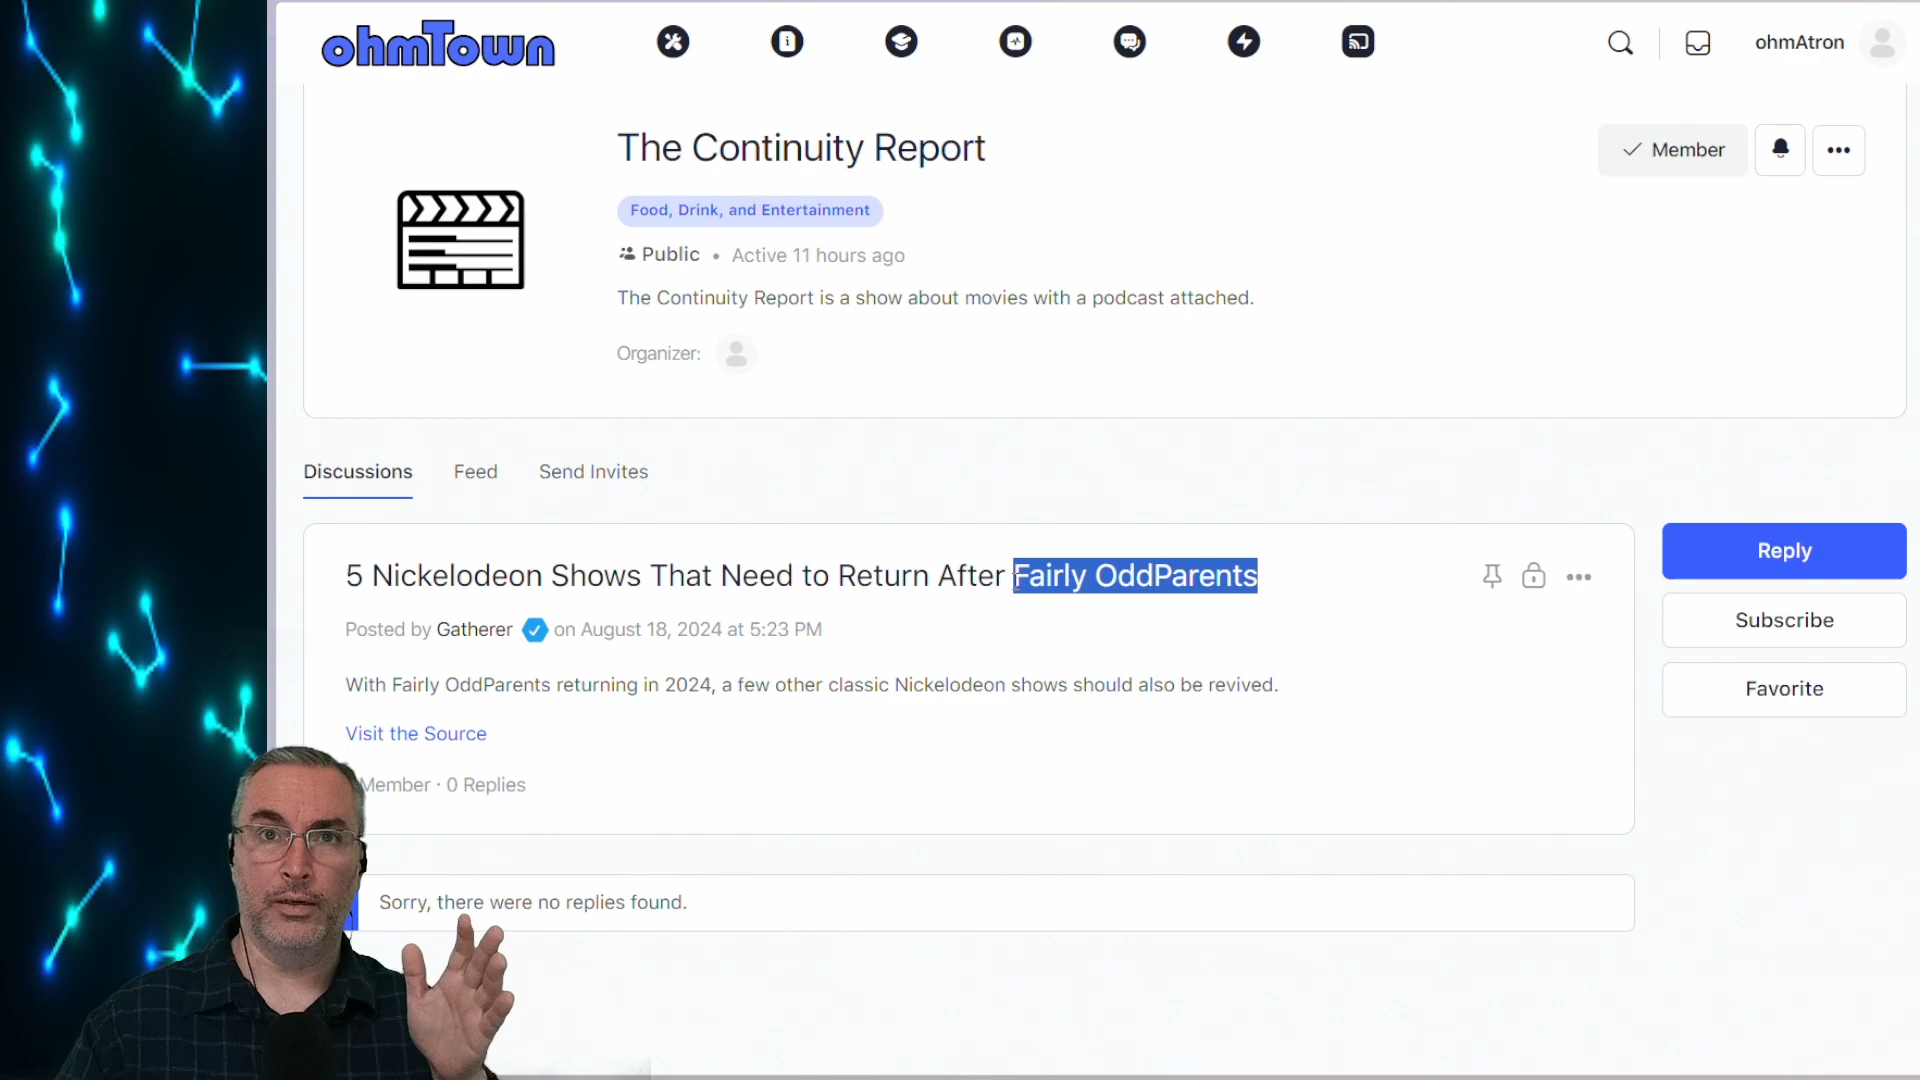 ohmTown
ohmAtron
The Continuity Report
Member
Food, Drink, and Entertainment
Public • Active 11 hours ago
The Continuity Report is a show about movies with a podcast attached.
Organizer:
Discussions Feed Send Invites
5 Nickelodeon Shows That Need to Return After Fairly OddParents
Posted by Gatherer on August 18, 2024 at 5:23 PM
With Fairly OddParents returning in 2024, a few other classic Nickelodeon shows should also be revived.
Visit the Source
Member · 0 Replies
Reply
Subscribe
Favorite
Sorry, there were no replies found.